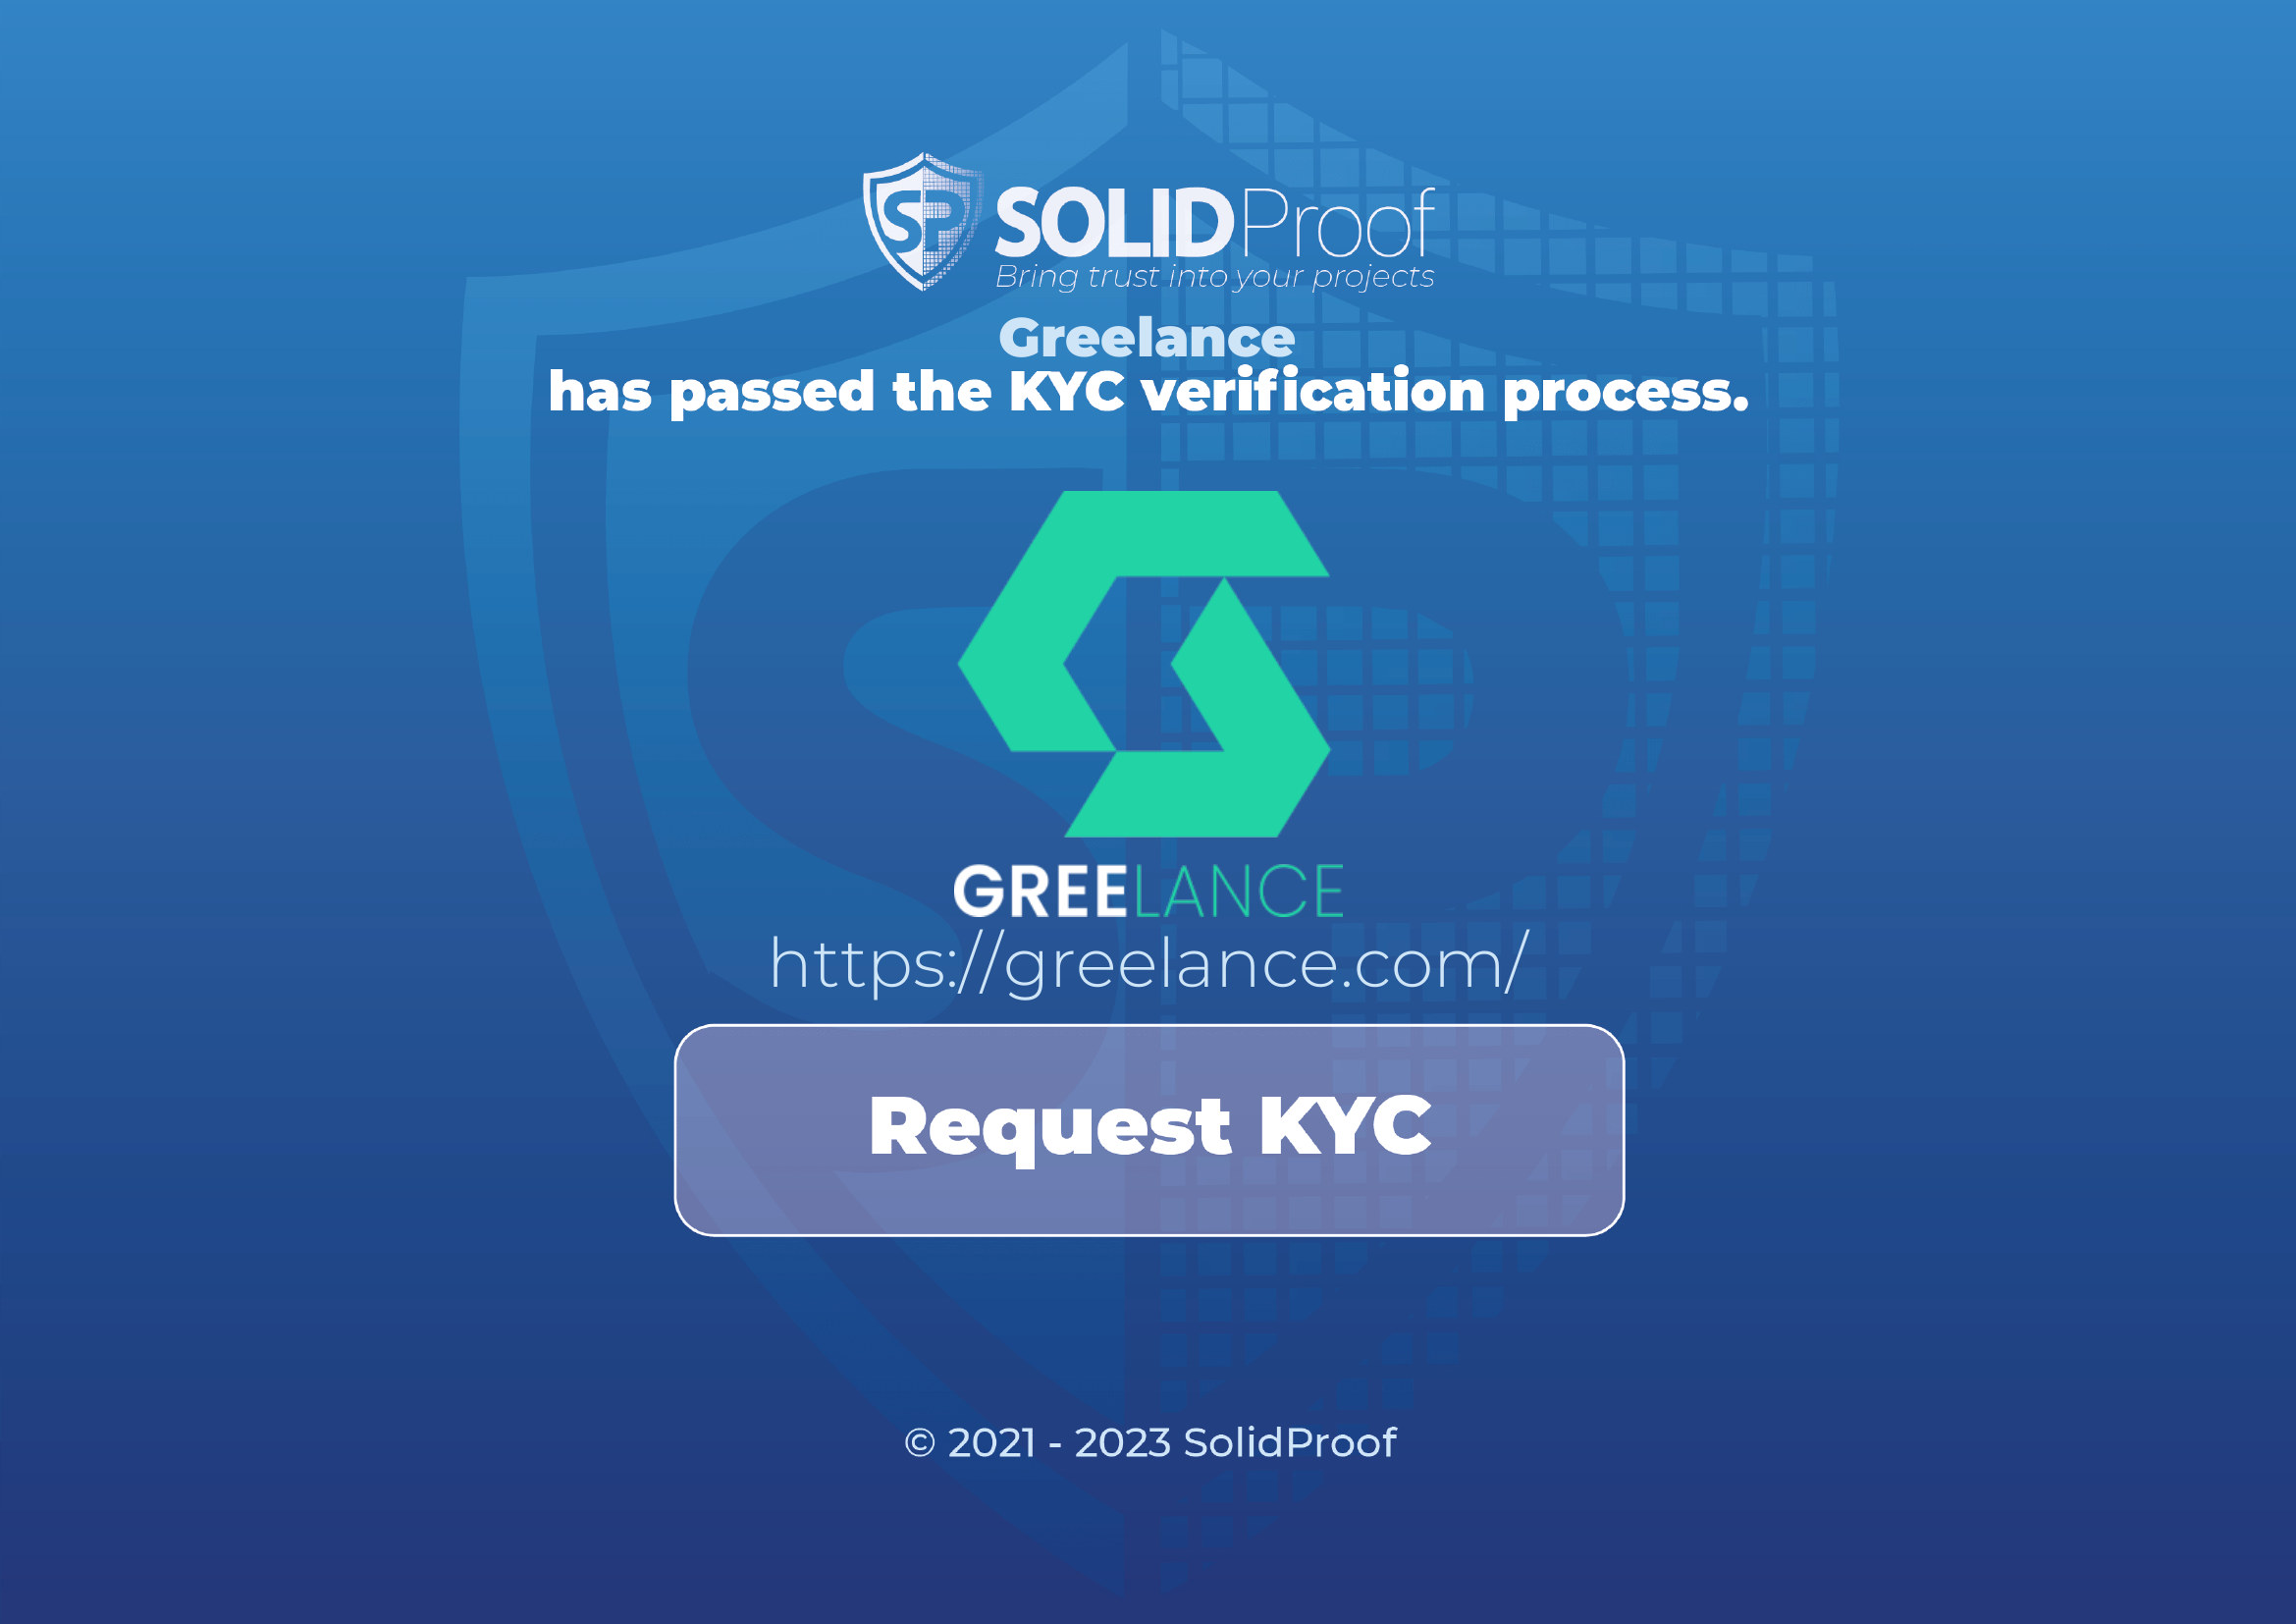 SP SOLIDProof
Bring trust into your projects
Greelance
has passed the KYC verification process.
GREELANCE
https://greelance.com/
Request KYC
© 2021 - 2023 SolidProof